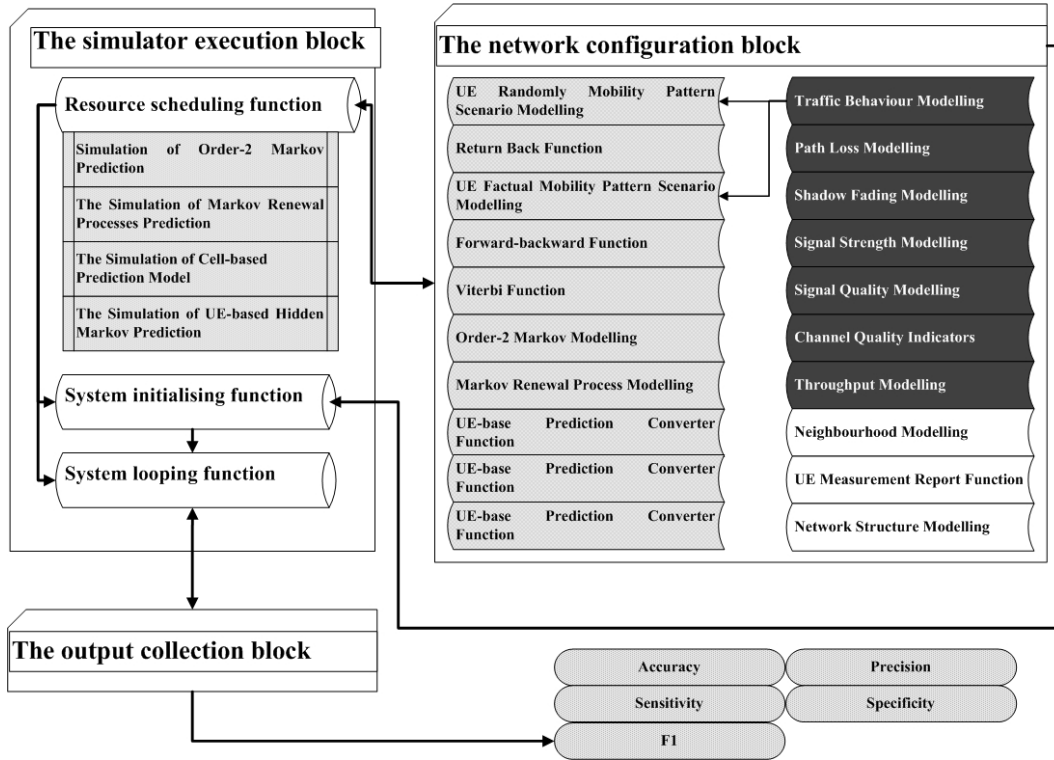 The simulator execution block
Resource scheduling function
Simulation of Order-2 Markov
Prediction
The Simulation of Markov Renewal
Processes Prediction
The Simulation of Cell-based
Prediction Model
The Simulation of UE-based Hidden
Markov Prediction
System initialising function
System looping function
The output collection block
The network configuration block
UE Randomly Mobility Pattern
Scenario Modelling
Return Back Function
UE Factual Mobility Pattern Scenario
Modelling
Forward-backward Function
Viterbi Function
Order-2 Markov Modelling
Markov Renewal Process Modelling
UE-base Prediction Converter
Function
UE-base Prediction Converter
Function
UE-base Prediction Converter
Function
Traffic Behaviour Modelling
Path Loss Modelling
Shadow Fading Modelling
Signal Strength Modelling
Signal Quality Modelling
Channel Quality Indicators
Throughput Modelling
Neighbourhood Modelling
UE Measurement Report Function
Network Structure Modelling
Accuracy
Precision
Sensitivity
Specificity
F1